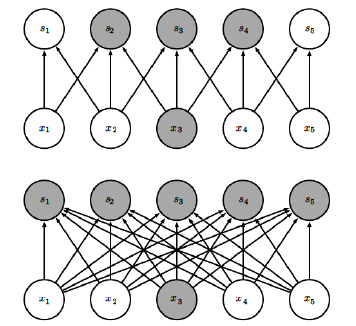 s₁ s₂ s₃ s₄ s₅
x₁ x₂ x₃ x₄ x₅
s₁ s₂ s₃ s₄ s₅
x₁ x₂ x₃ x₄ x₅